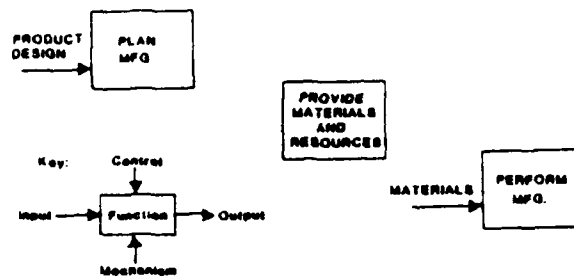 PRODUCT
DESIGN
PLAN
MFG
PROVIDE
MATERIALS
AND
RESOURCES
Key:
Control
Input
Function
Output
Mechanism
MATERIALS
PERFORM
MFG.